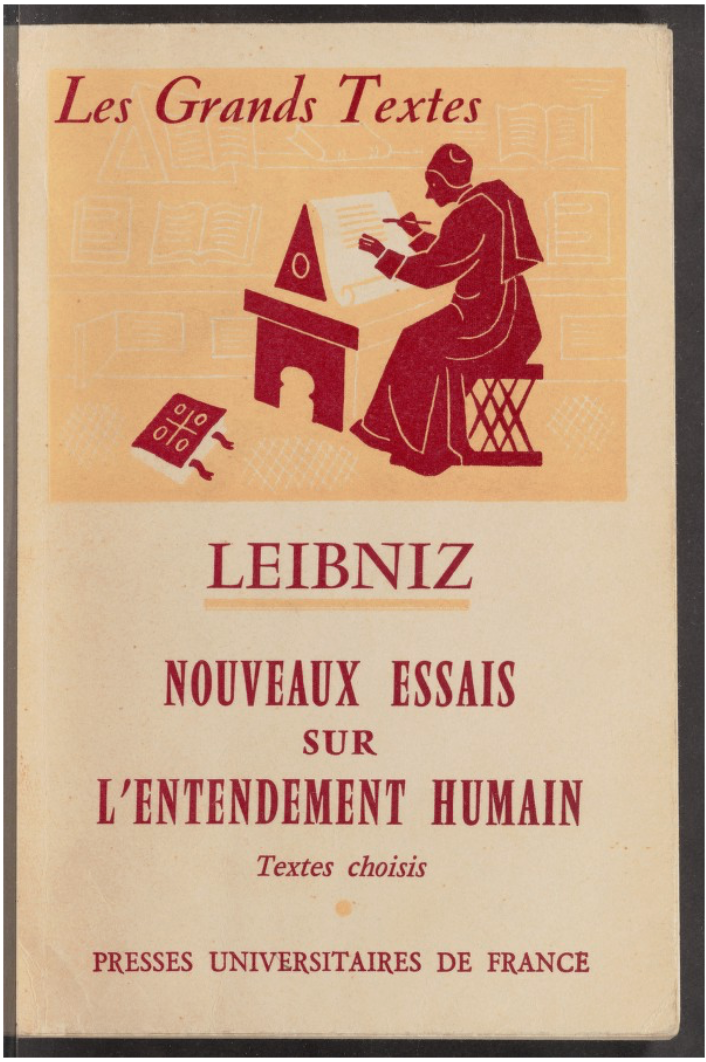 Les Grands Textes
LEIBNIZ
NOUVEAUX ESSAIS
SUR
L'ENTENDEMENT HUMAIN
Textes choisis
PRESSES UNIVERSITAIRES DE FRANCE